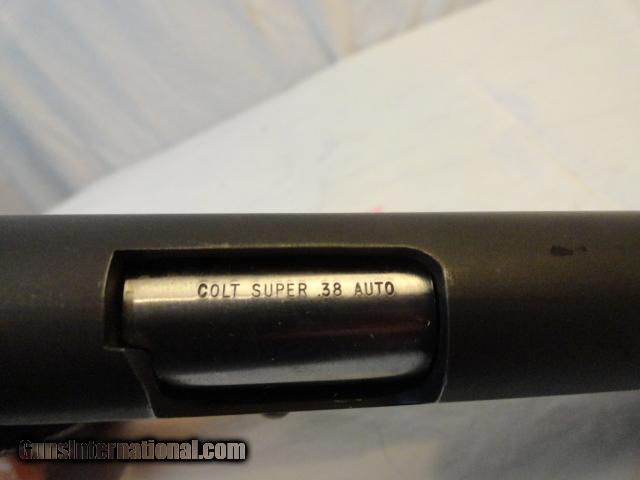 COLT SUPER .38 AUTO
GunsInternational.com